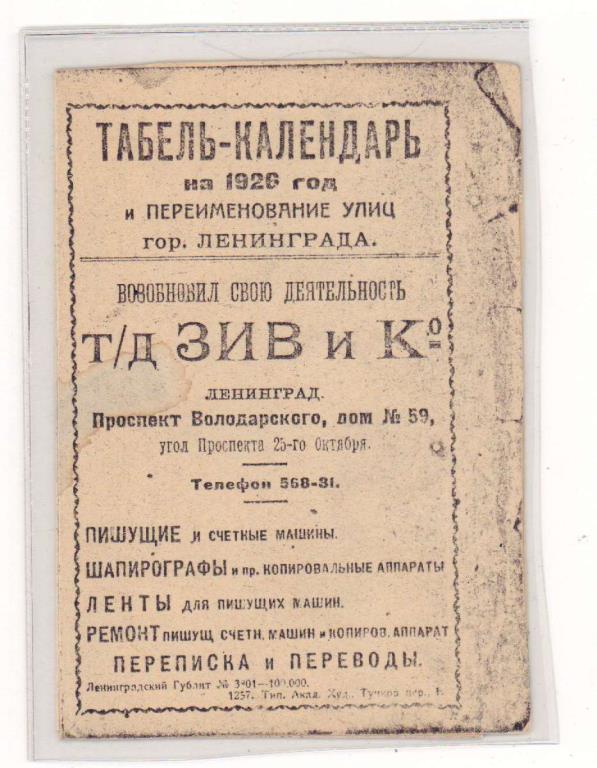 ТАБЕЛЬ-КАЛЕНДАРЬ
на 1926 год
и ПЕРЕИМЕНОВАНИЕ УЛИЦ
гор. ЛЕНИНГРАДА.
ВОЗОБНОВИЛ СВОЮ ДЕЯТЕЛЬНОСТЬ
т/д ЗИВ и Ко
ЛЕНИНГРАД.
Проспект Володарского, дом № 59,
угол Проспекта 25-го Октября.
Телефон 568-31.
ПИШУЩИЕ и СЧЕТНЫЕ МАШИНЫ.
ШАПИРОГРАФЫ и пр. КОПИРОВАЛЬНЫЕ АППАРАТЫ
ЛЕНТЫ для ПИШУЩИХ МАШИН.
РЕМОНТ ПИШУЩ. СЧЕТН. МАШИН и КОПИРОВ. АППАРАТ
ПЕРЕПИСКА и ПЕРЕВОДЫ.
Ленинградский Гублит № 3801—100.000.
1257. Тип. Акад. Худ. Тучков пер.,